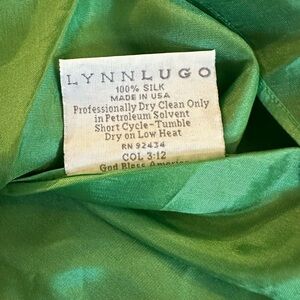 LYNNLUGO
100% SILK
MADE IN USA
Professionally Dry Clean Only
in Petroleum Solvent
Short Cycle-Tumble
Dry on Low Heat
RN 92434
COL 3-12
God Bless America